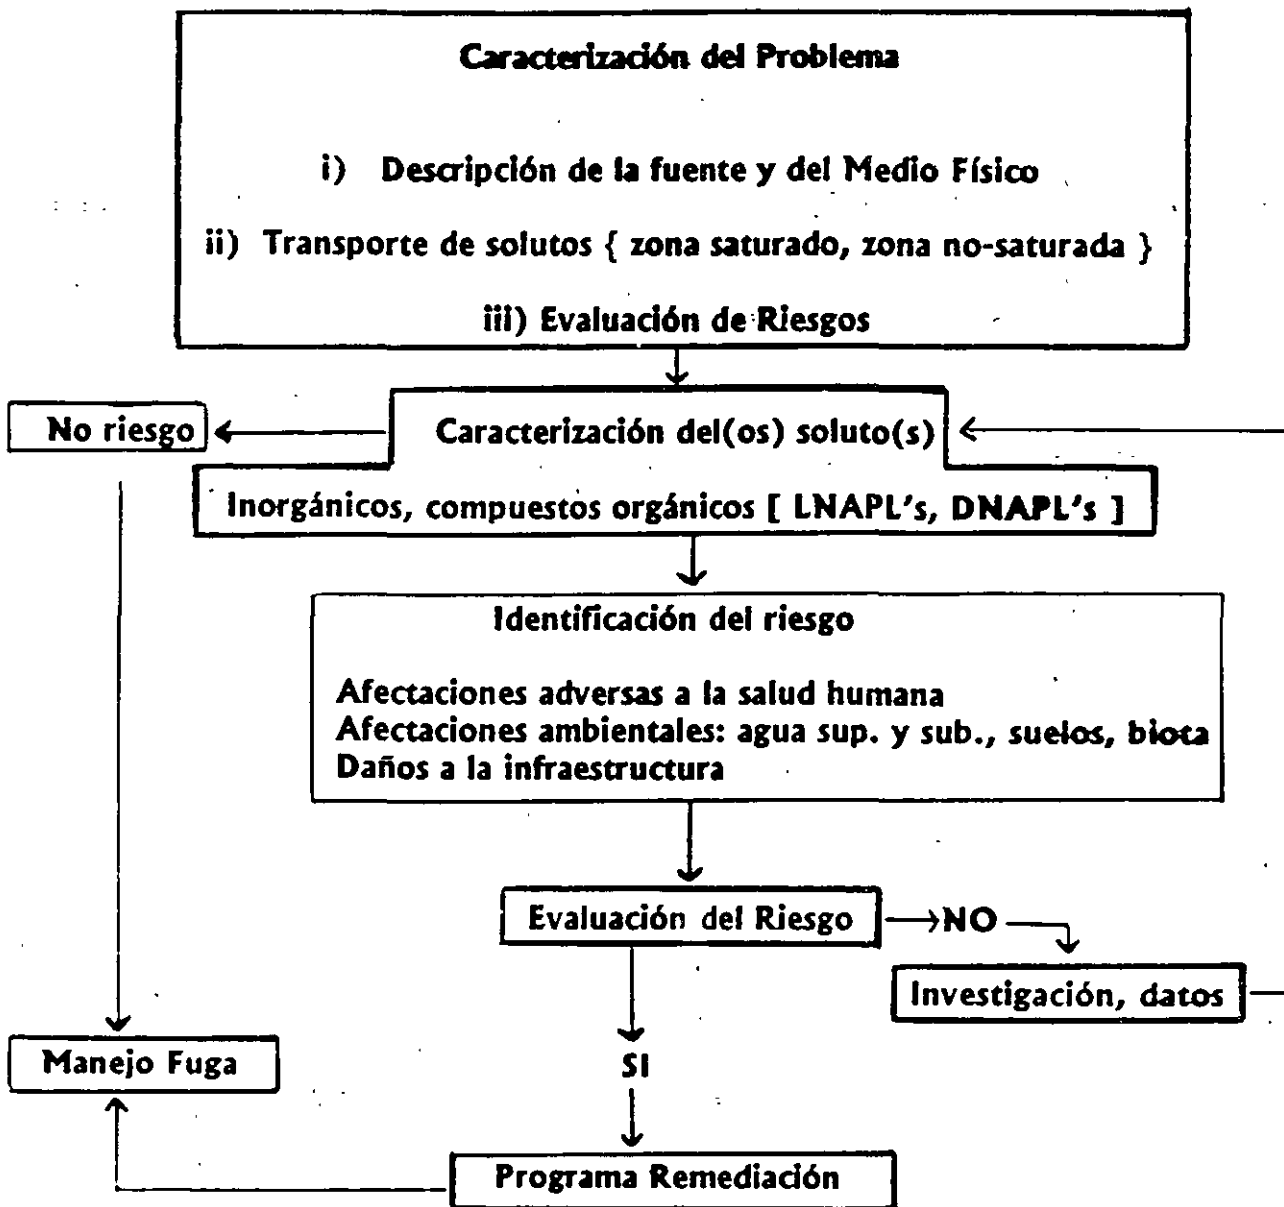 Caracterización del Problema
i) Descripción de la fuente y del Medio Físico
ii) Transporte de solutos { zona saturado, zona no-saturada }
iii) Evaluación de Riesgos
No riesgo
Caracterización del(os) soluto(s)
Inorgánicos, compuestos orgánicos [ LNAPL's, DNAPL's ]
Identificación del riesgo
Afectaciones adversas a la salud humana
Afectaciones ambientales: agua sup. y sub., suelos, biota
Daños a la infraestructura
Evaluación del Riesgo
NO
Investigación, datos
Manejo Fuga
SI
Programa Remediación